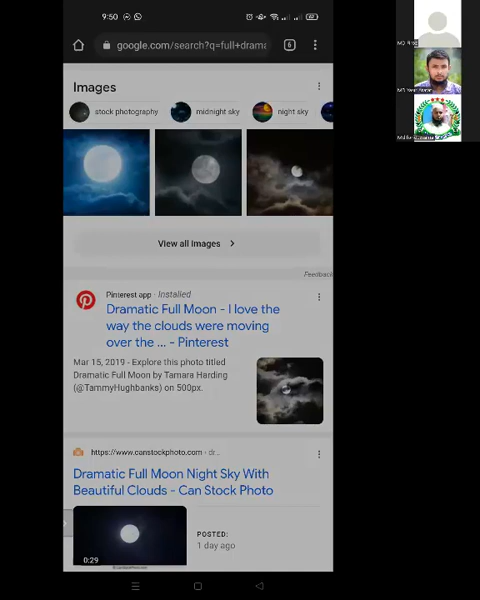 9:50
google.com/search?q=full+drama
6
Images
stock photography
midnight sky
night sky
View all images
Feedback
Pinterest app · Installed
Dramatic Full Moon - I love the
way the clouds were moving
over the ... - Pinterest
Mar 15, 2019 - Explore this photo titled
Dramatic Full Moon by Tamara Harding
(@TammyHughbanks) on 500px.
https://www.canstockphoto.com › dr...
Dramatic Full Moon Night Sky With
Beautiful Clouds - Can Stock Photo
POSTED:
1 day ago
0:29